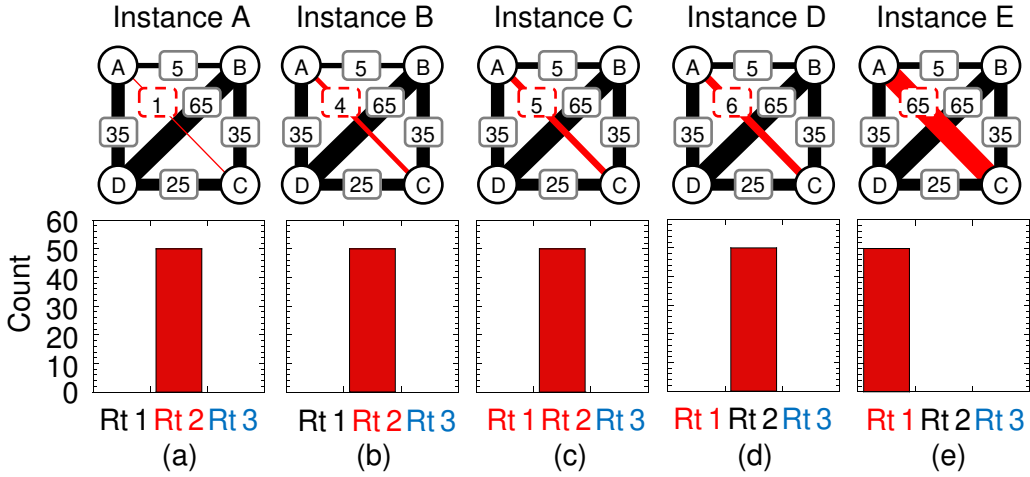 Instance A Instance B Instance C Instance D Instance E
A 5 B A 5 B A 5 B A 5 B A 5 B
1 65 4 65 5 65 6 65 65 65
35 35 35 35 35 35 35 35 35 35
D 25 C D 25 C D 25 C D 25 C D 25 C
60
50
40
30
20
10
0
Count
Rt 1 Rt 2 Rt 3 Rt 1 Rt 2 Rt 3 Rt 1 Rt 2 Rt 3 Rt 1 Rt 2 Rt 3 Rt 1 Rt 2 Rt 3
(a) (b) (c) (d) (e)